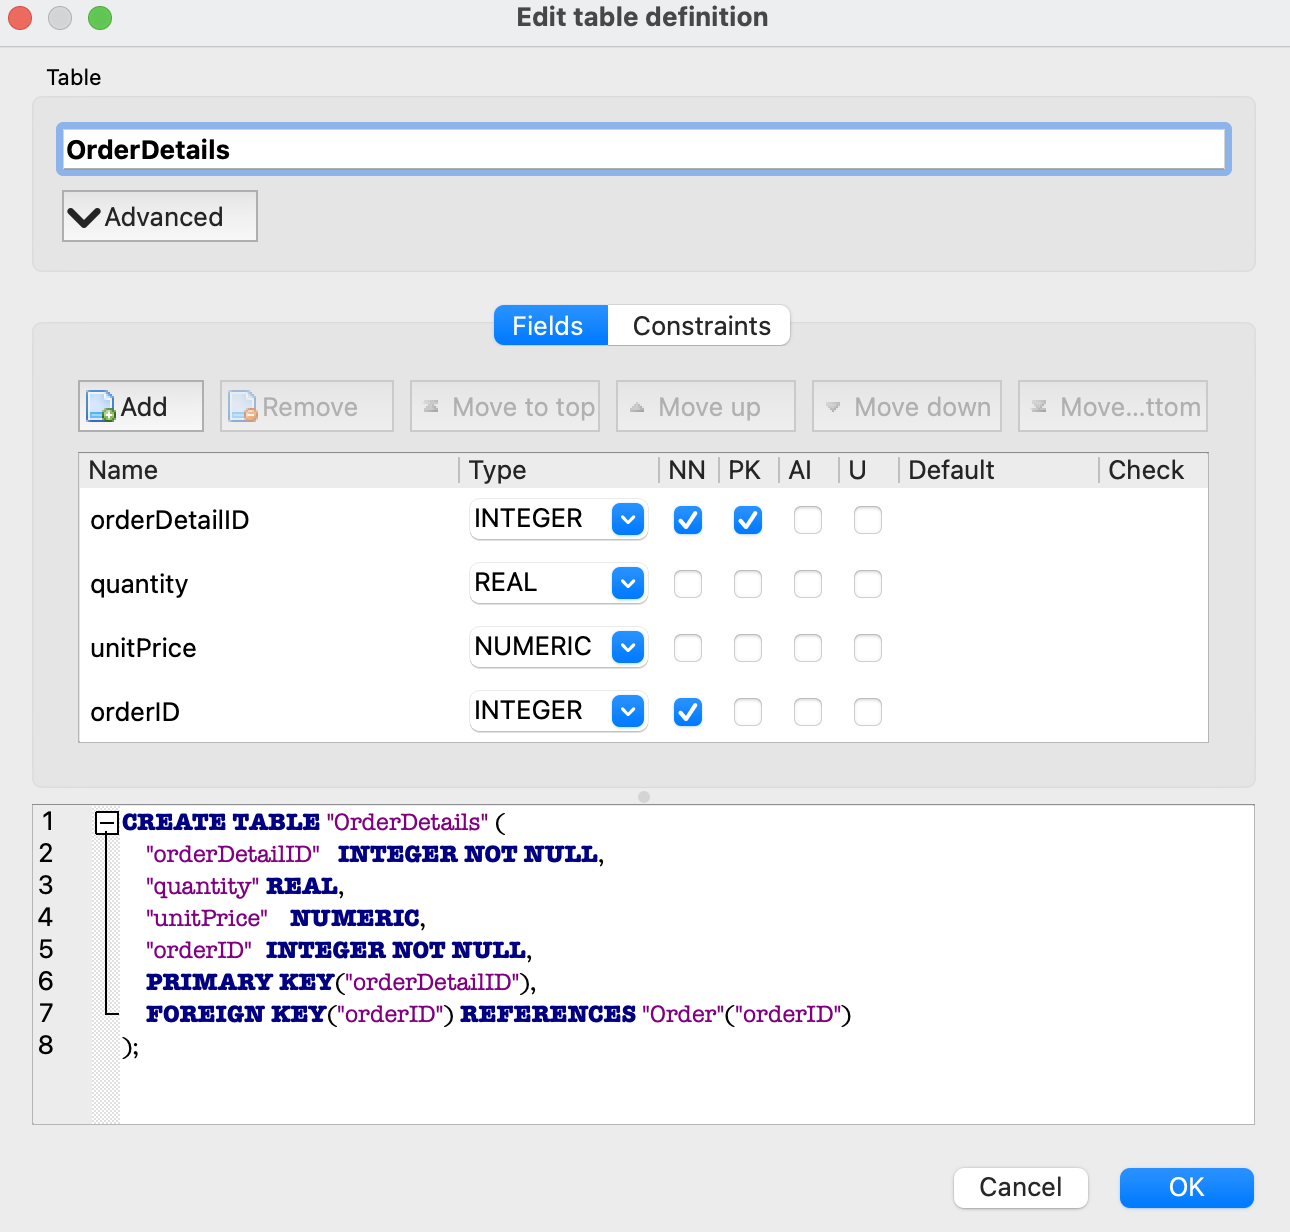 Edit table definition
Table
OrderDetails
Advanced
Fields Constraints
Add Remove Move to top Move up Move down Move...ttom
Name Type NN PK AI U Default Check
orderDetailID INTEGER
quantity REAL
unitPrice NUMERIC
orderID INTEGER
1 CREATE TABLE "OrderDetails" (
2 "orderDetailID" INTEGER NOT NULL,
3 "quantity" REAL,
4 "unitPrice" NUMERIC,
5 "orderID" INTEGER NOT NULL,
6 PRIMARY KEY("orderDetailID"),
7 FOREIGN KEY("orderID") REFERENCES "Order"("orderID")
8 );
Cancel OK